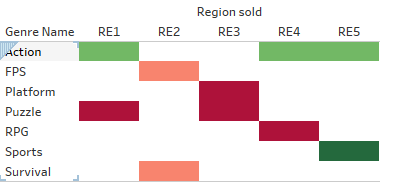 Region sold
Genre Name RE1 RE2 RE3 RE4 RE5
Action
FPS
Platform
Puzzle
RPG
Sports
Survival